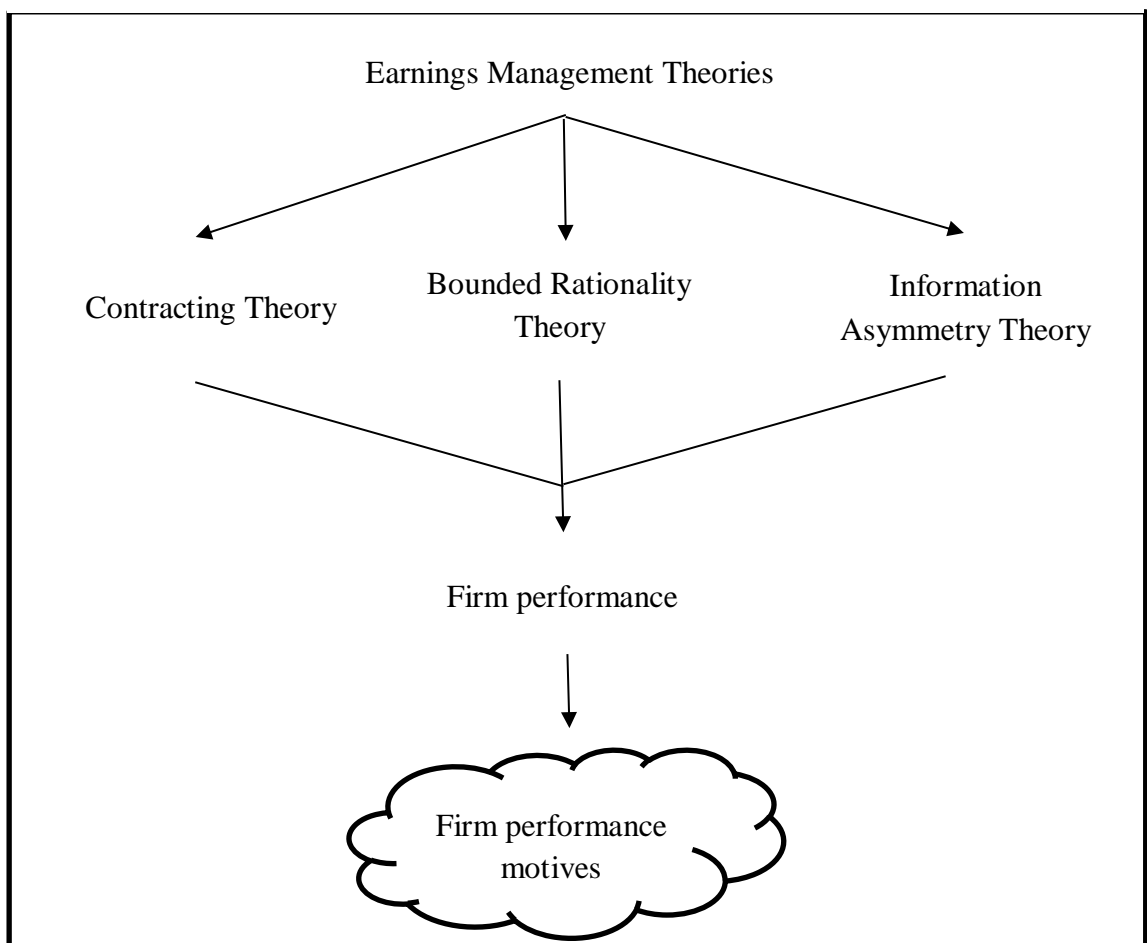 Earnings Management Theories
Contracting Theory
Bounded Rationality
Theory
Information
Asymmetry Theory
Firm performance
Firm performance
motives